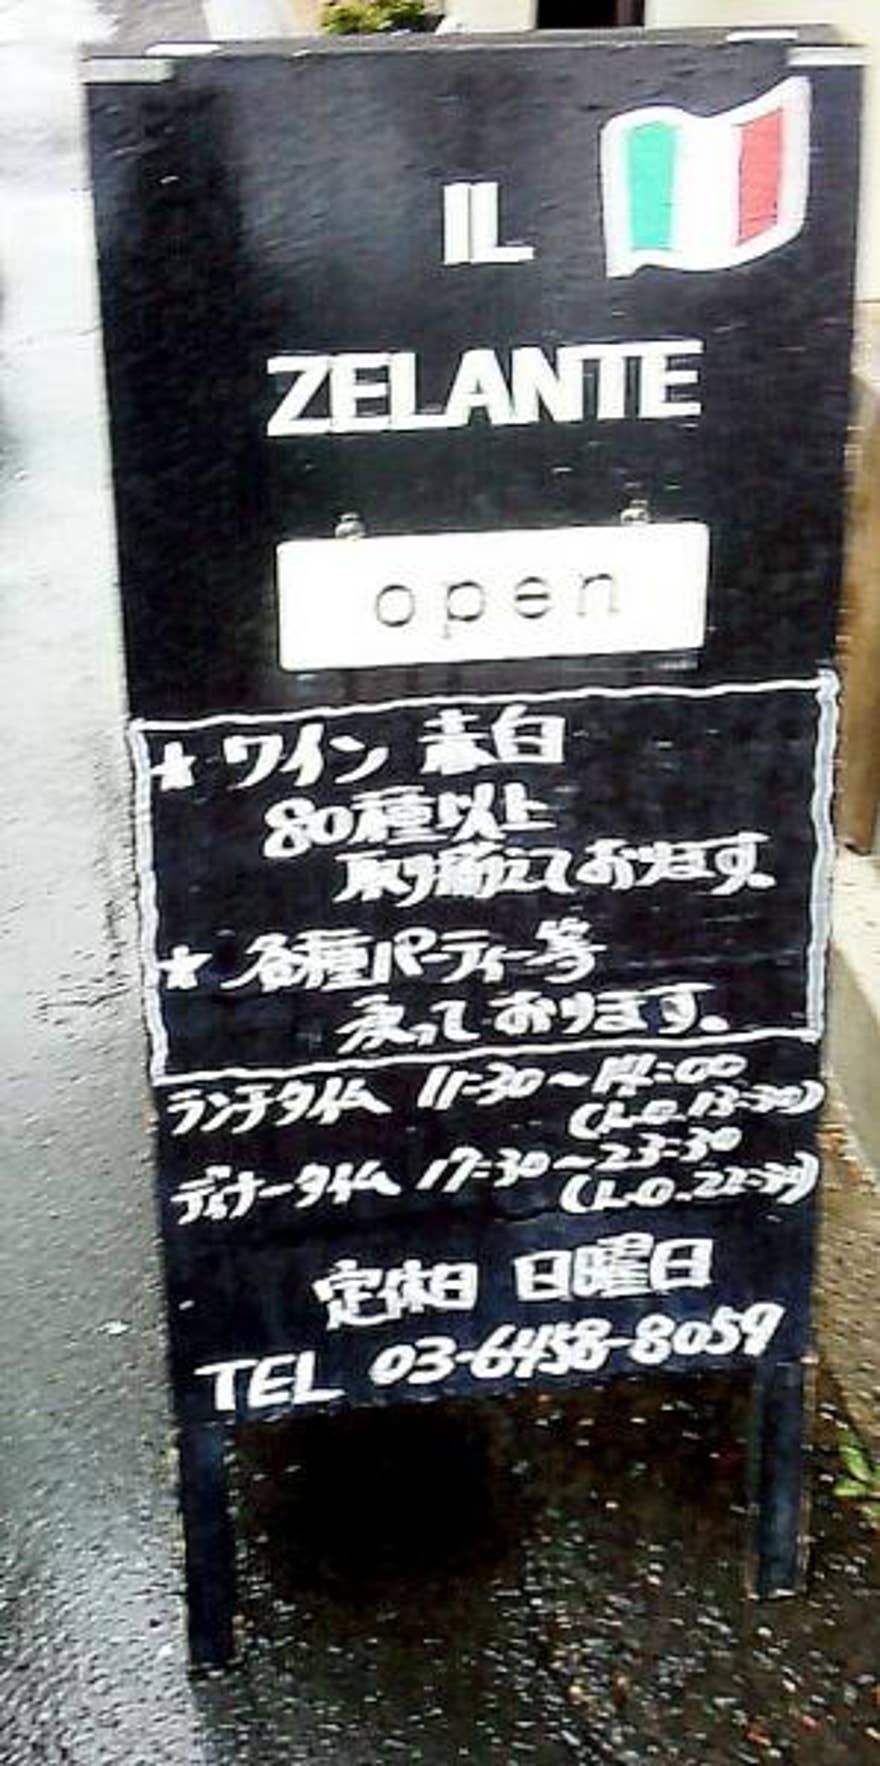 IL
ZELANTE
open
★ ワイン 赤白
80種以上
取り揃えております。
★ 各種パーティー等
承っております。
ランチタイム 11:30~14:00
(L.O.13:30)
ディナータイム 17:30~23:30
(L.O.22:30)
定休日 日曜日
TEL 03-6458-8059